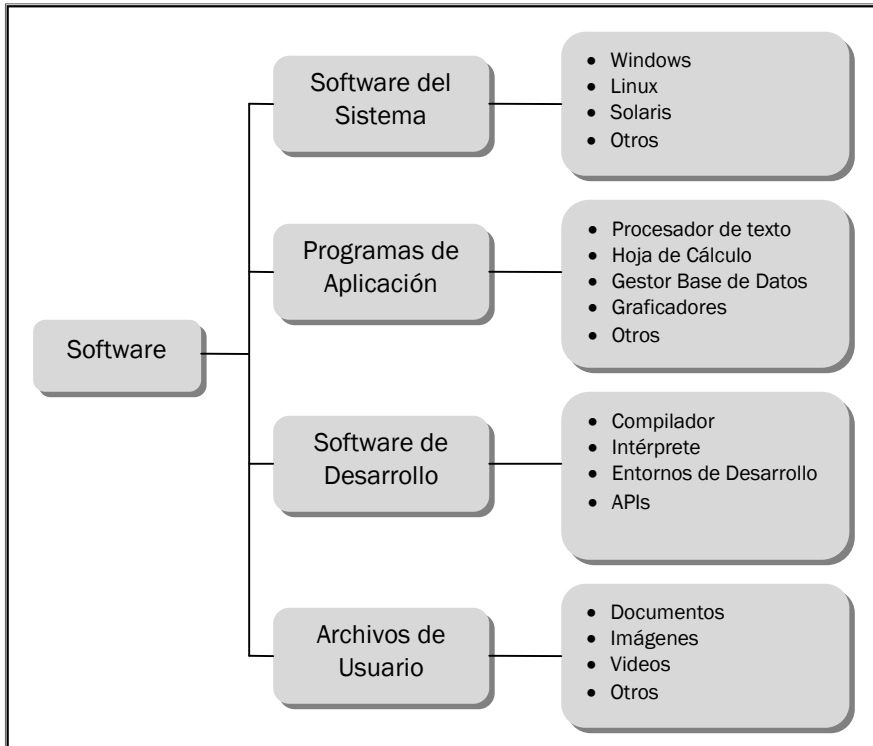 Software
Software del
Sistema
• Windows
• Linux
• Solaris
• Otros
Programas de
Aplicación
• Procesador de texto
• Hoja de Cálculo
• Gestor Base de Datos
• Graficadores
• Otros
Software de
Desarrollo
• Compilador
• Intérprete
• Entornos de Desarrollo
• APIs
Archivos de
Usuario
• Documentos
• Imágenes
• Videos
• Otros